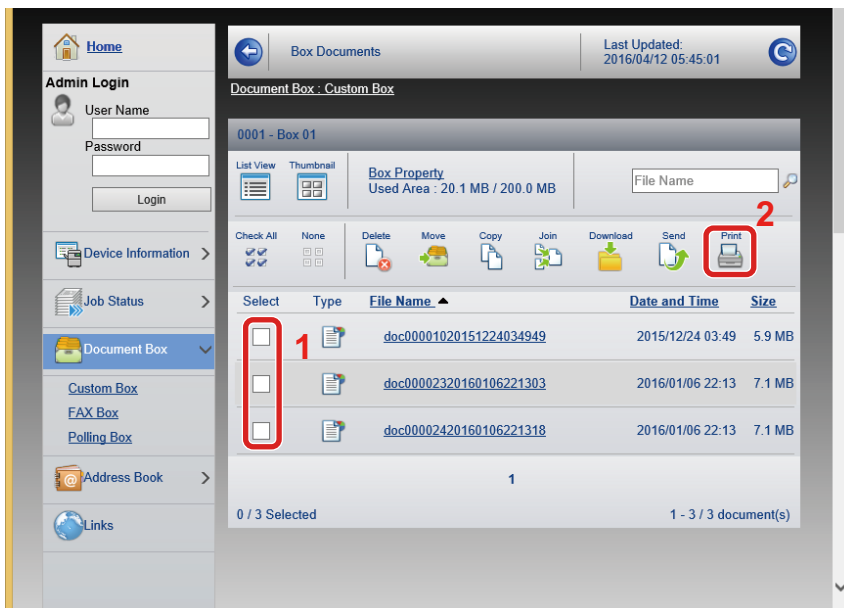 Home
Admin Login
User Name
Password
Login
Device Information
Job Status
Document Box
Custom Box
FAX Box
Polling Box
Address Book
Links
Box Documents
Last Updated:
2016/04/12 05:45:01
Document Box : Custom Box
0001 - Box 01
List View Thumbnail
Box Property
Used Area : 20.1 MB / 200.0 MB
File Name
2
Check All None Delete Move Copy Join Download Send Print
Select Type File Name Date and Time Size
1
doc00001020151224034949 2015/12/24 03:49 5.9 MB
doc00002320160106221303 2016/01/06 22:13 7.1 MB
doc00002420160106221318 2016/01/06 22:13 7.1 MB
1
0 / 3 Selected 1 - 3 / 3 document(s)